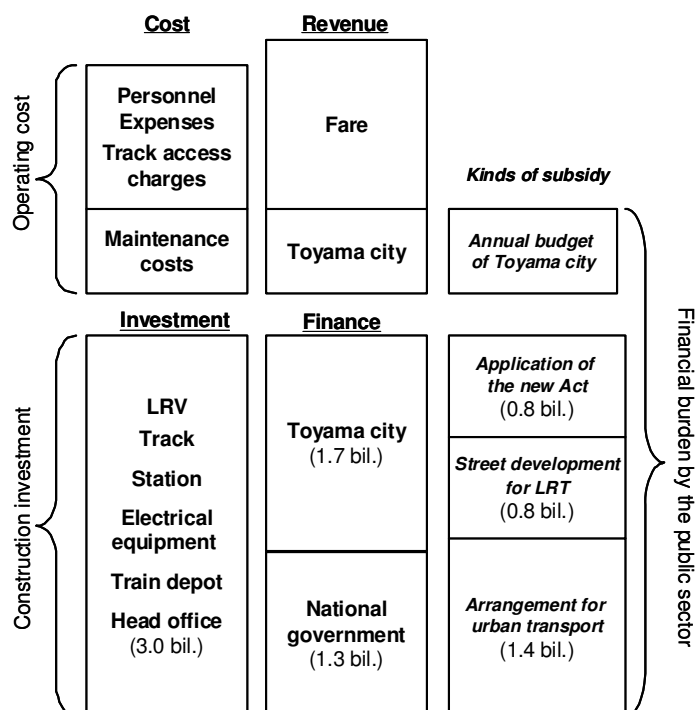 Cost
Revenue
Operating cost
Personnel
Expenses
Track access
charges
Fare
Kinds of subsidy
Maintenance
costs
Toyama city
Annual budget
of Toyama city
Investment
Finance
Construction investment
LRV
Track
Station
Electrical
equipment
Train depot
Head office
(3.0 bil.)
Toyama city
(1.7 bil.)
National
government
(1.3 bil.)
Application of
the new Act
(0.8 bil.)
Street development
for LRT
(0.8 bil.)
Arrangement for
urban transport
(1.4 bil.)
Financial burden by the public sector